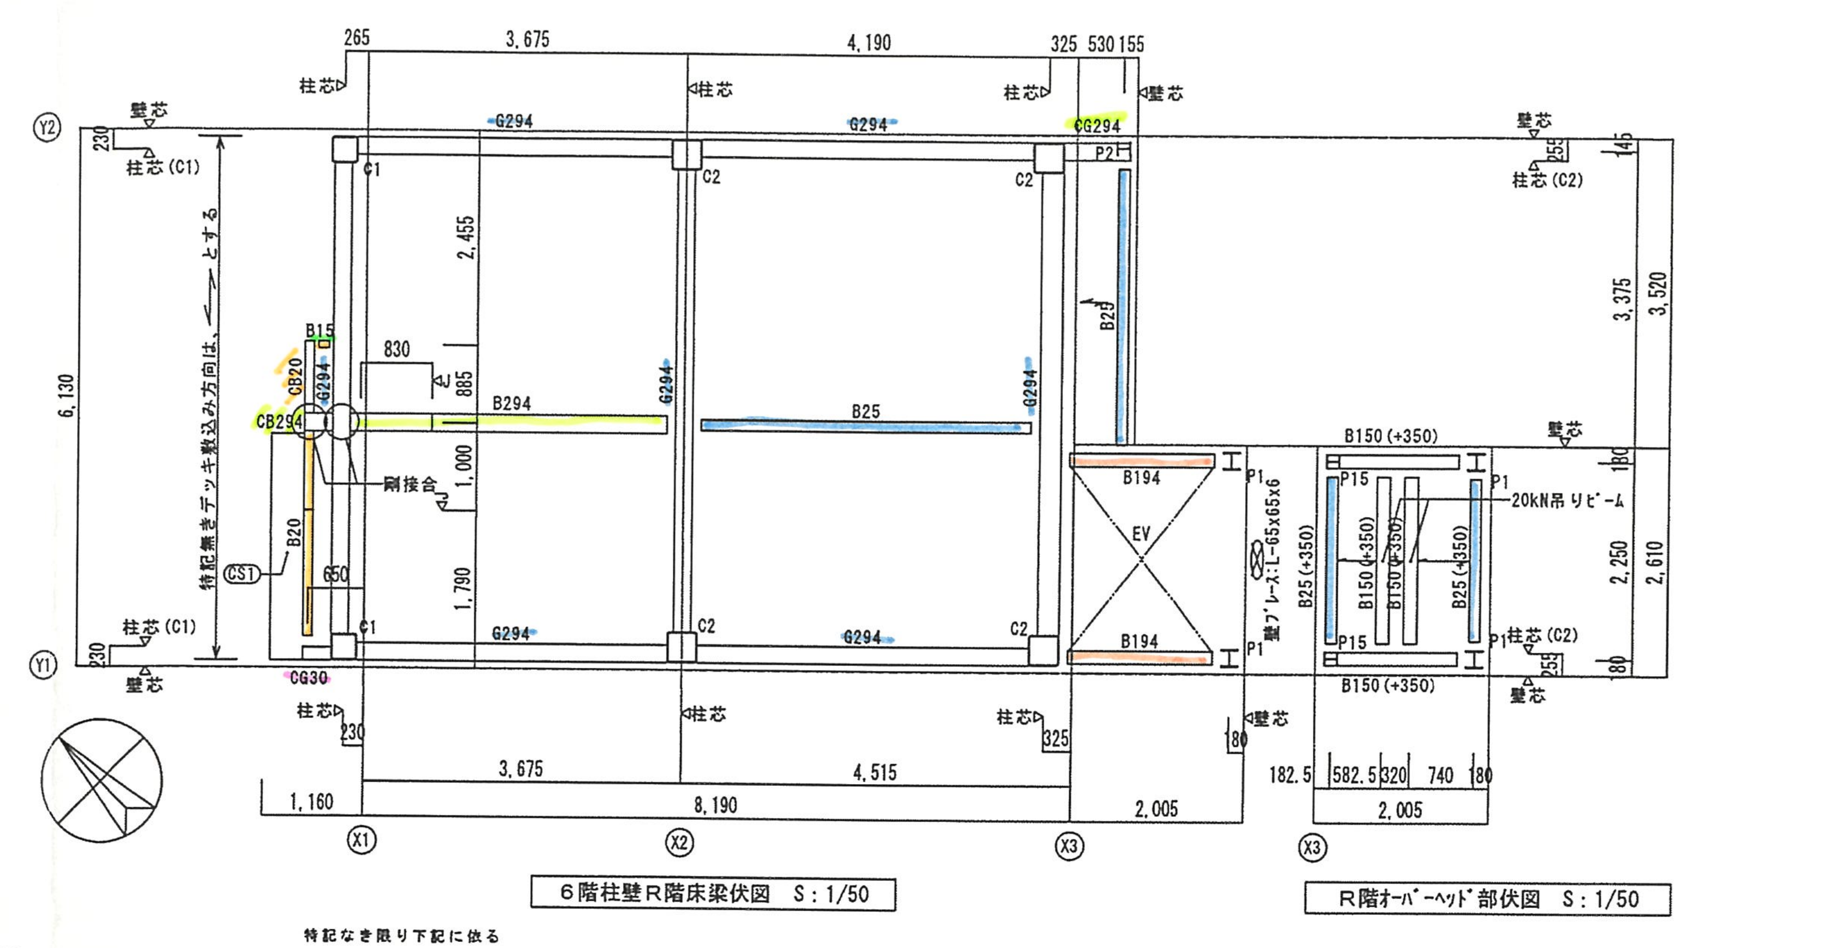 265
3,675
4,190
325
530
155
柱芯
柱芯
柱芯
壁芯
Y2
壁芯
230
柱芯(C1)
G294
G294
CG294
P2
C1
C2
C2
壁芯
255
柱芯(C2)
145
特記無きデッキ敷込み方向は、
とする
6,130
2,455
885
1,000
1,790
B15
CB20
G294
830
CB294
B294
G294
B25
G294
B25
剛接合
B20
CS1
650
3,375
3,520
B150(+350)
壁芯
B194
P1
EV
壁ブレース:L-65x65x6
B194
P1
P15
P1
20kN吊りビーム
B25(+350)
B150(+350)
B150(+350)
B25(+350)
180
2,250
2,610
P15
P1
柱芯(C2)
255
180
B150(+350)
壁芯
柱芯(C1)
Y1
230
壁芯
C1
G294
C2
G294
C2
CG30
柱芯
230
柱芯
柱芯
325
壁芯
180
3,675
4,515
1,160
8,190
2,005
182.5
582.5
320
740
180
2,005
X1
X2
X3
X3
6階柱壁R階床梁伏図 S:1/50
R階オーバーヘッド部伏図 S:1/50
特記なき限り下記に依る